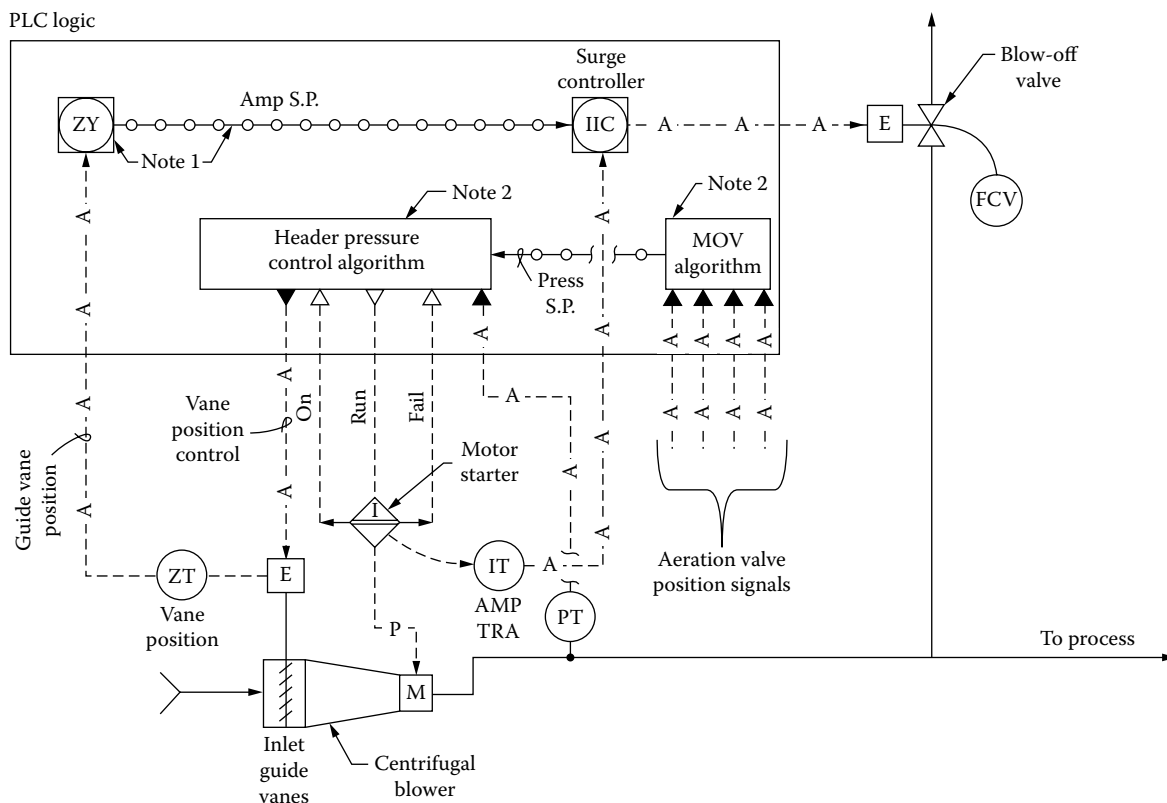 PLC logic
Surge
controller
Blow-off
valve
Amp S.P.
ZY
IIC
A
A
A
E
Note 1
FCV
Note 2
Note 2
A
A
Header pressure
control algorithm
MOV
algorithm
Press
S.P.
A
A
A
A
A
A
A
A
A
A
A
On
Run
Fail
A
A
A
A
A
Vane
position
control
Guide vane
position
A
A
Motor
starter
I
A
A
A
Aeration valve
position signals
ZT
E
IT
A
Vane
position
AMP
TRA
PT
P
To process
M
Inlet
guide
vanes
Centrifugal
blower